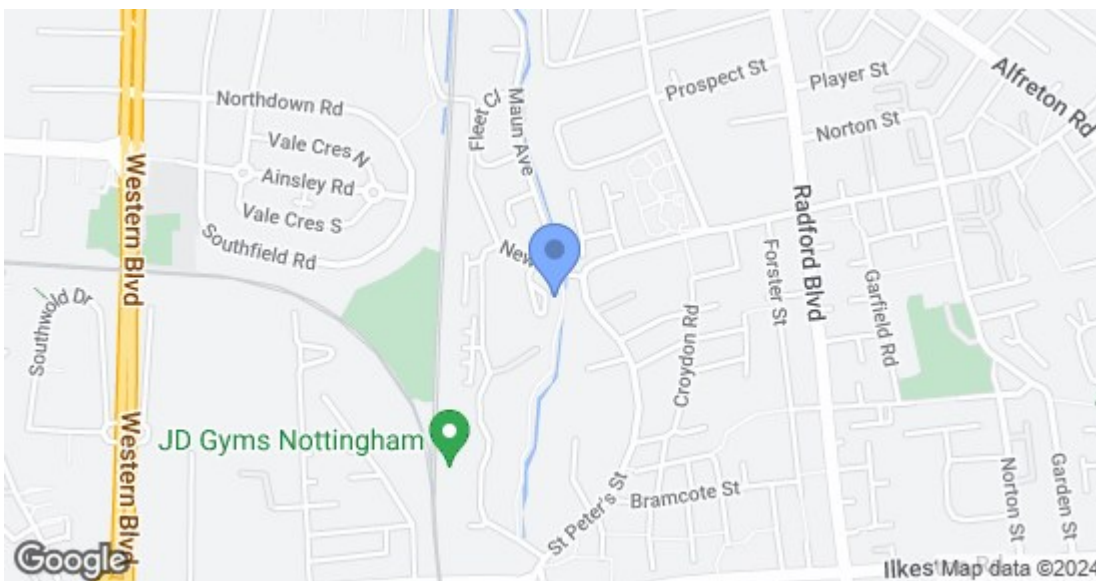 Prospect St
Player St
Alfreton Rd
Northdown Rd
Fleet Cl
Maun Ave
Norton St
Vale Cres N
Ainsley Rd
Western Blvd
Vale Cres S
Southfield Rd
Radford Blvd
New
Forster St
Garfield Rd
Southwold Dr
Croydon Rd
JD Gyms Nottingham
Western Blvd
St Peter's St
Bramcote St
Norton St
Garden St
Google
Ilkes
Map data ©2024